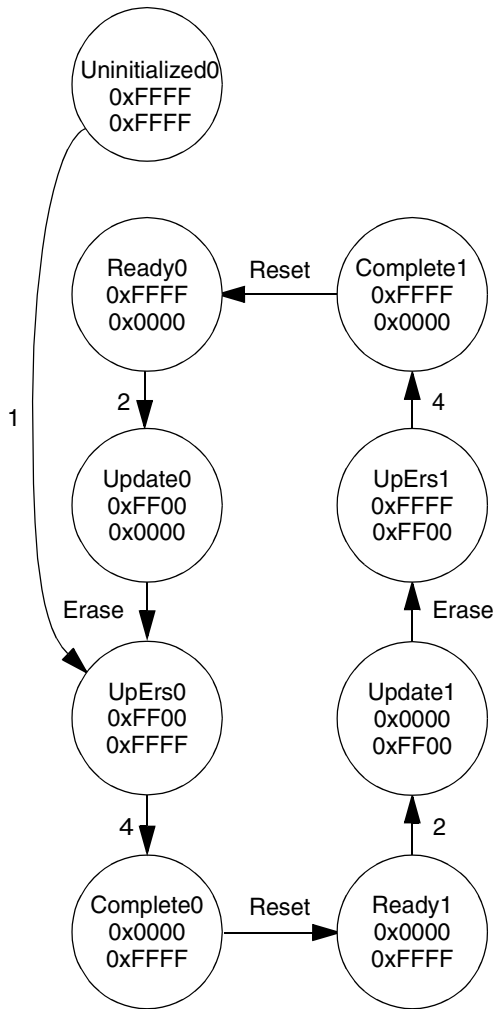 Uninitialized0
0xFFFF
0xFFFF
Ready0
0xFFFF
0x0000
Reset
Complete1
0xFFFF
0x0000
1
2
4
Update0
0xFF00
0x0000
UpErs1
0xFFFF
0xFF00
Erase
Erase
UpErs0
0xFF00
0xFFFF
Update1
0x0000
0xFF00
4
2
Complete0
0x0000
0xFFFF
Reset
Ready1
0x0000
0xFFFF